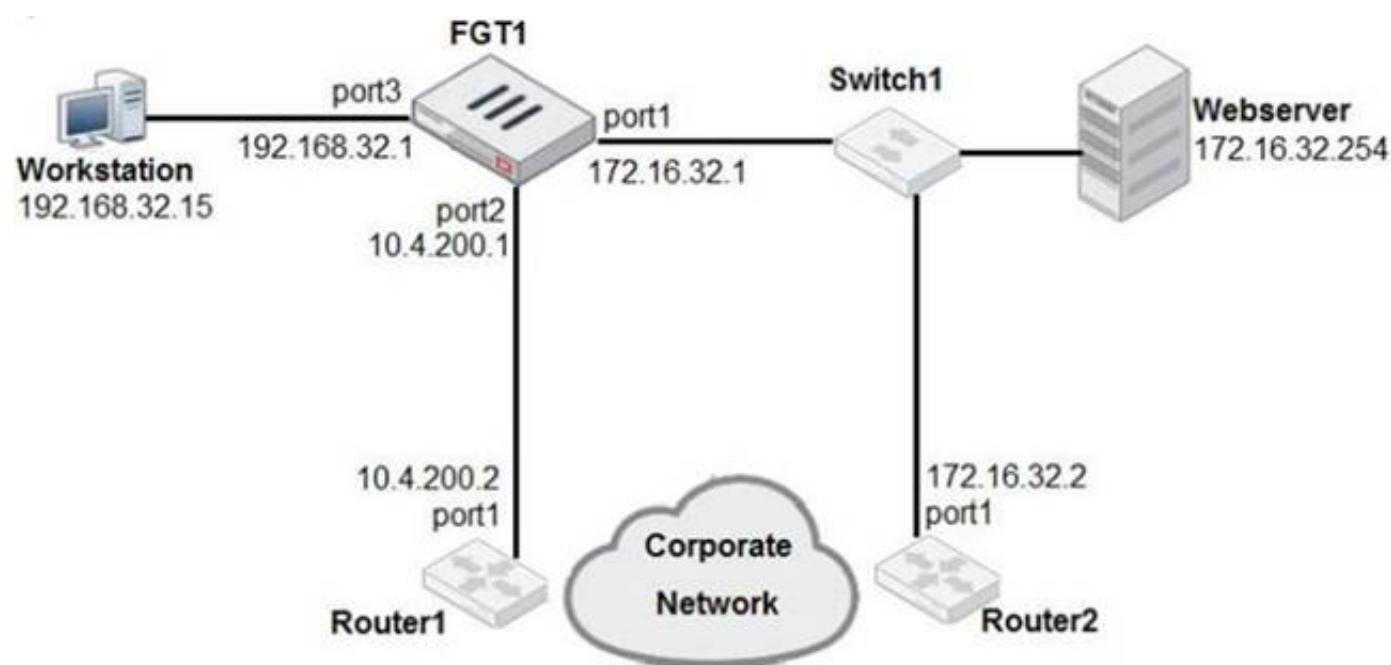 FGT1
port3
192.168.32.1
Workstation
192.168.32.15
port1
172.16.32.1
port2
10.4.200.1
Switch1
Webserver
172.16.32.254
10.4.200.2
port1
Router1
Corporate
Network
172.16.32.2
port1
Router2